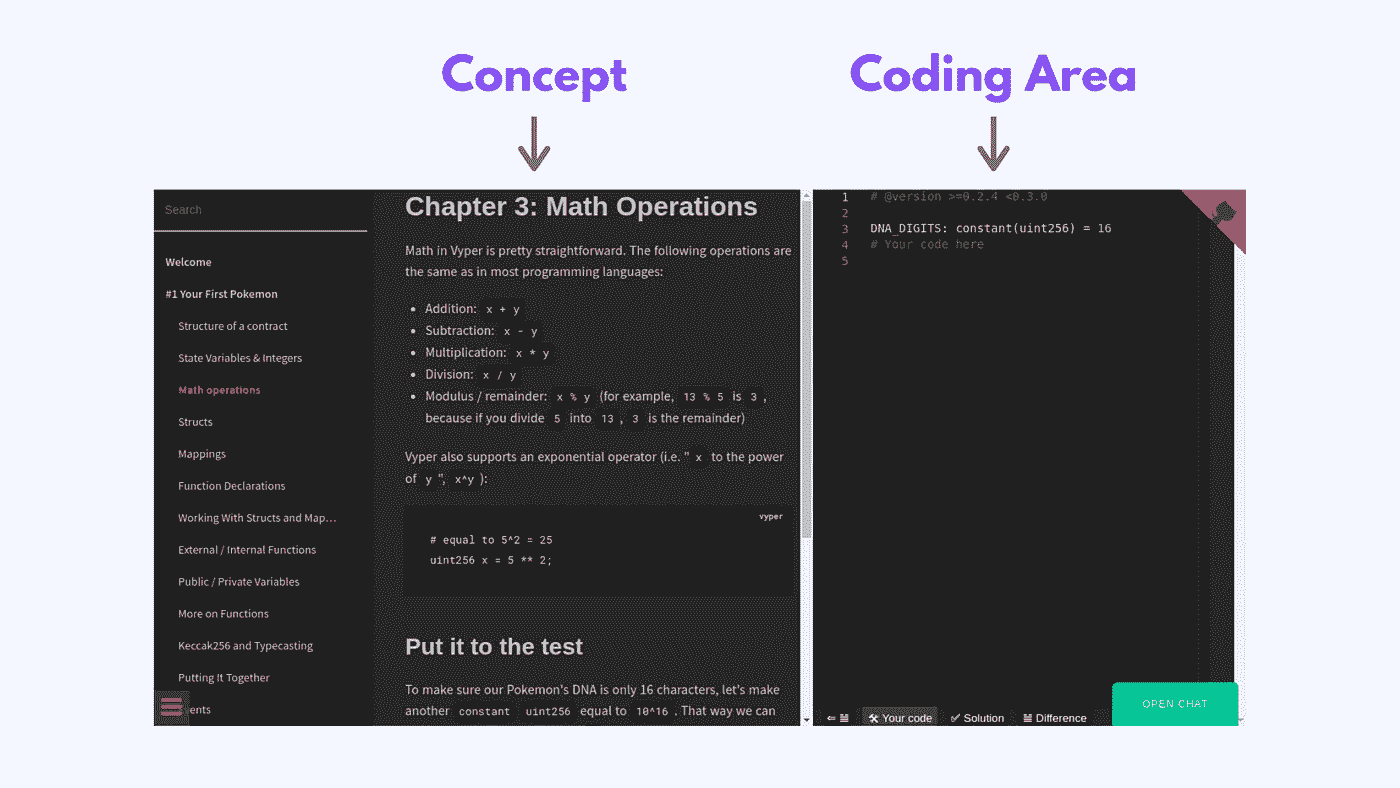 Concept
Coding Area
Search
Welcome
#1 Your First Pokemon
Structure of a contract
State Variables & Integers
Math operations
Structs
Mappings
Function Declarations
Working With Structs and Map...
External / Internal Functions
Public / Private Variables
More on Functions
Keccak256 and Typecasting
Putting It Together
ents
Chapter 3: Math Operations
Math in Vyper is pretty straightforward. The following operations are
the same as in most programming languages:
• Addition: x + y
• Subtraction: x - y
• Multiplication: x * y
• Division: x / y
• Modulus / remainder: x % y (for example, 13 % 5 is 3 ,
because if you divide 5 into 13 , 3 is the remainder)
Vyper also supports an exponential operator (i.e. " x to the power
of y ", x^y ):
vyper
# equal to 5^2 = 25
uint256 x = 5 ** 2;
Put it to the test
To make sure our Pokemon's DNA is only 16 characters, let's make
another constant uint256 equal to 10^16 . That way we can
1 # @version >=0.2.4 <0.3.0
2
3 DNA_DIGITS: constant(uint256) = 16
4 # Your code here
5
⇐ Your code Solution Difference
OPEN CHAT